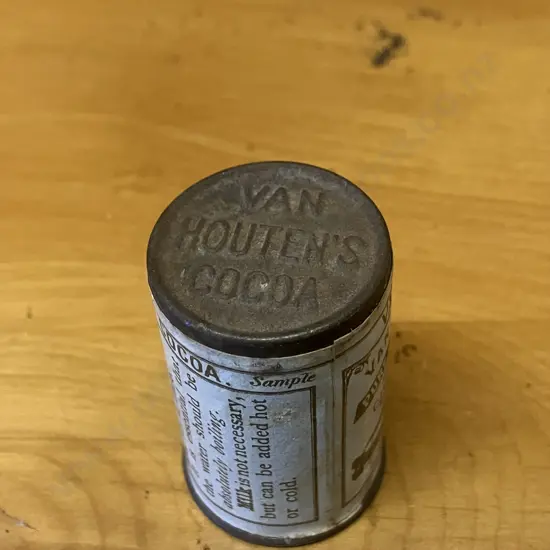 VAN
HOUTEN'S
COCOA
COCOA. Sample
the water should be
absolutely boiling.
Milk is not necessary,
but can be added hot
or cold.